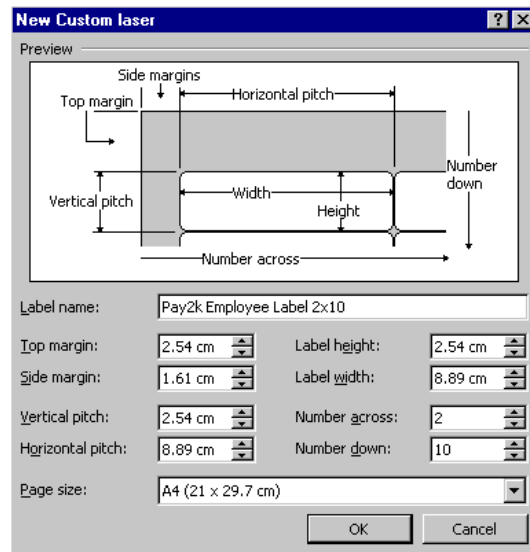 New Custom laser
Preview
Side margins
Horizontal pitch
Top margin
Number down
Vertical pitch
Width
Height
Number across
Label name: Pay2k Employee Label 2x10
Top margin: 2.54 cm Label height: 2.54 cm
Side margin: 1.61 cm Label width: 8.89 cm
Vertical pitch: 2.54 cm Number across: 2
Horizontal pitch: 8.89 cm Number down: 10
Page size: A4 (21 x 29.7 cm)
OK Cancel